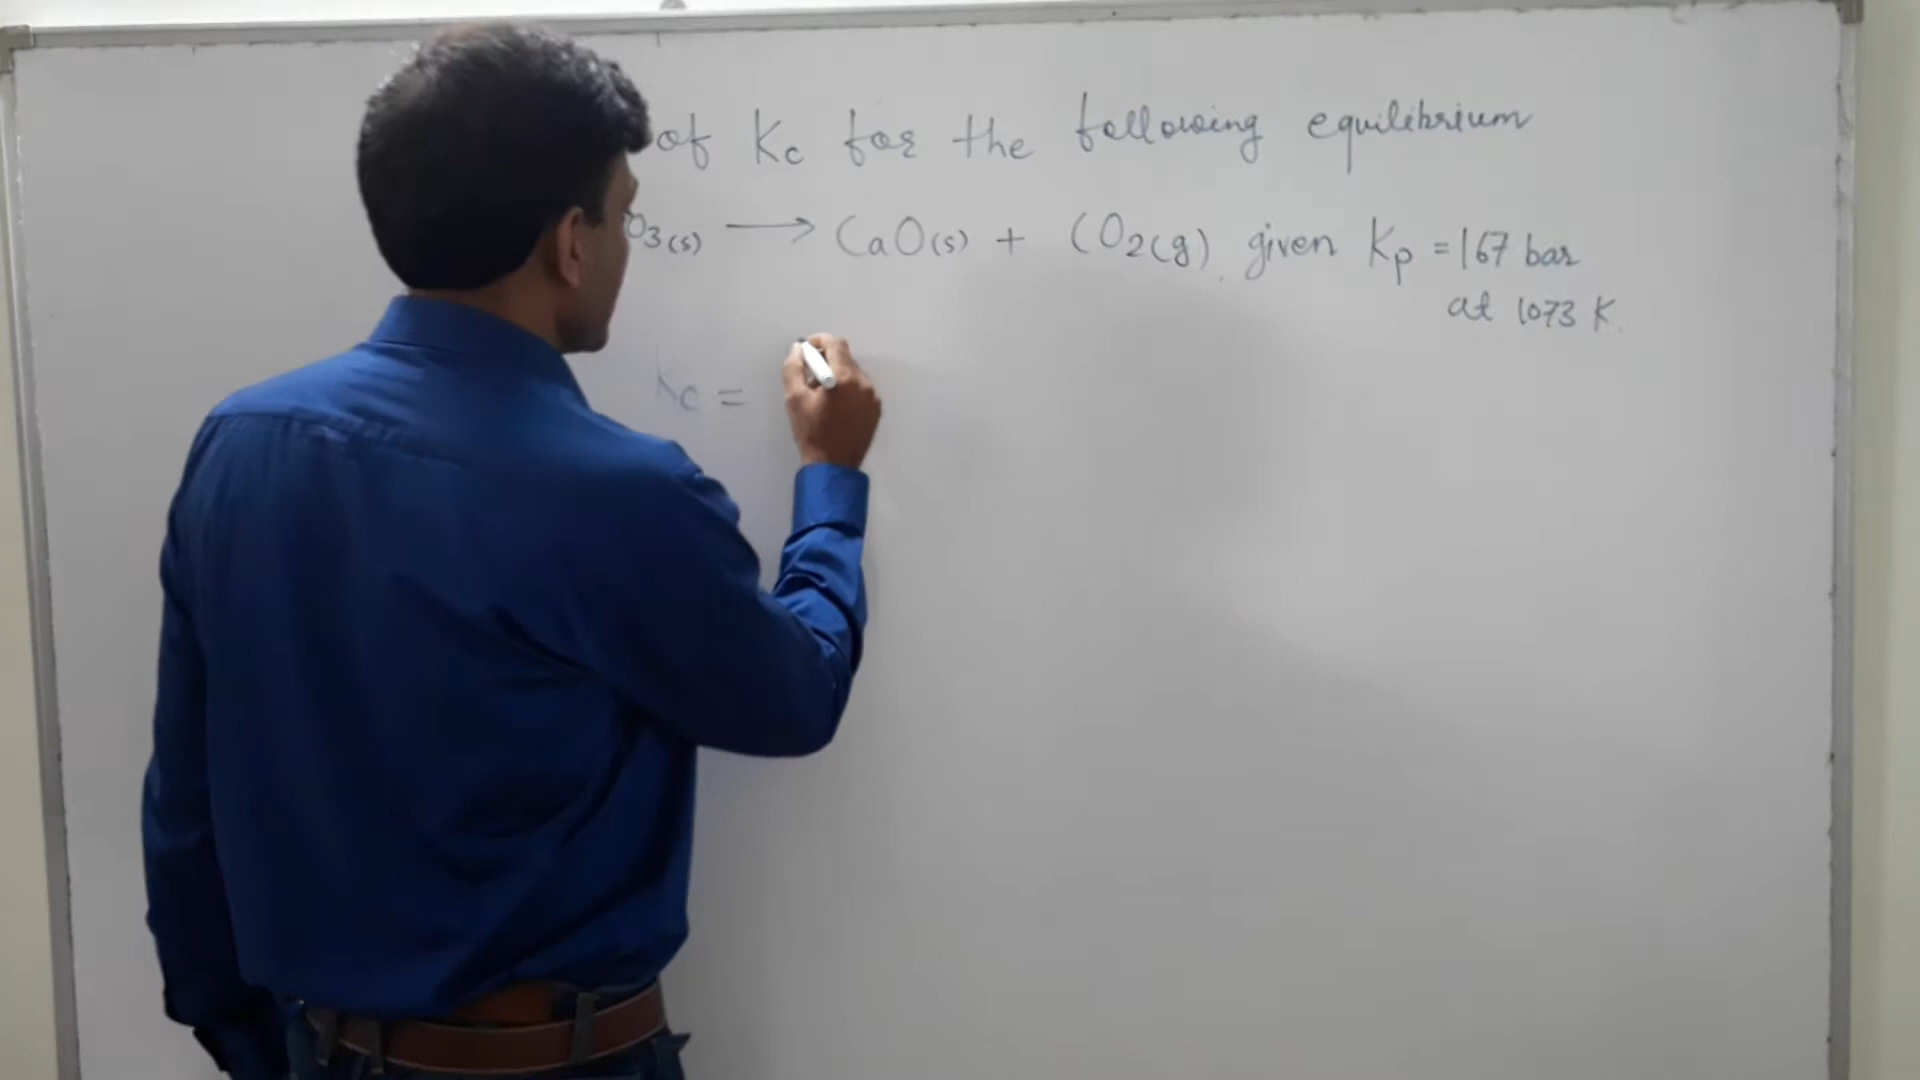 of Kc for the following equilibrium
O3(s) ⟶ CaO(s) + CO2(g), given Kp = 167 bar
at 1073 K.
Kc =